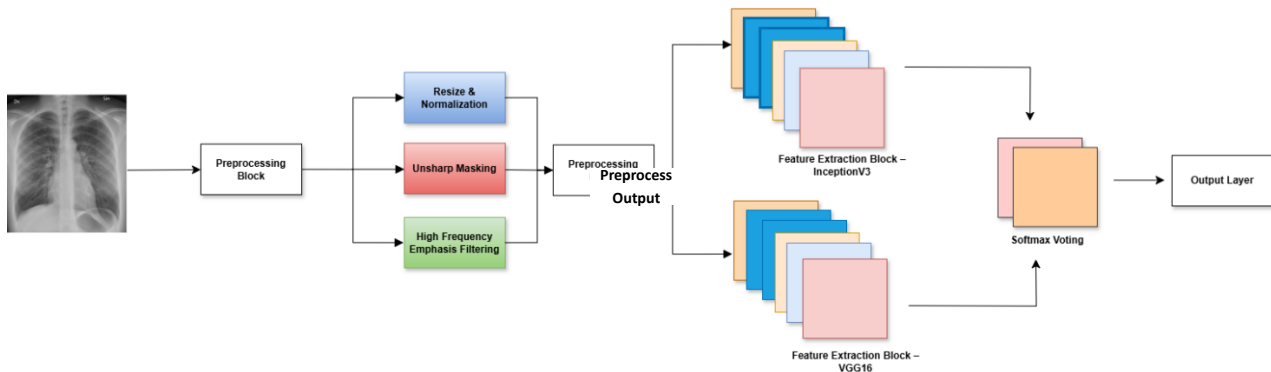 Preprocessing
Block
Resize &
Normalization
Unsharp Masking
High Frequency
Emphasis Filtering
Preprocessing
Preprocess
Output
Feature Extraction Block –
InceptionV3
Feature Extraction Block –
VGG16
Softmax Voting
Output Layer